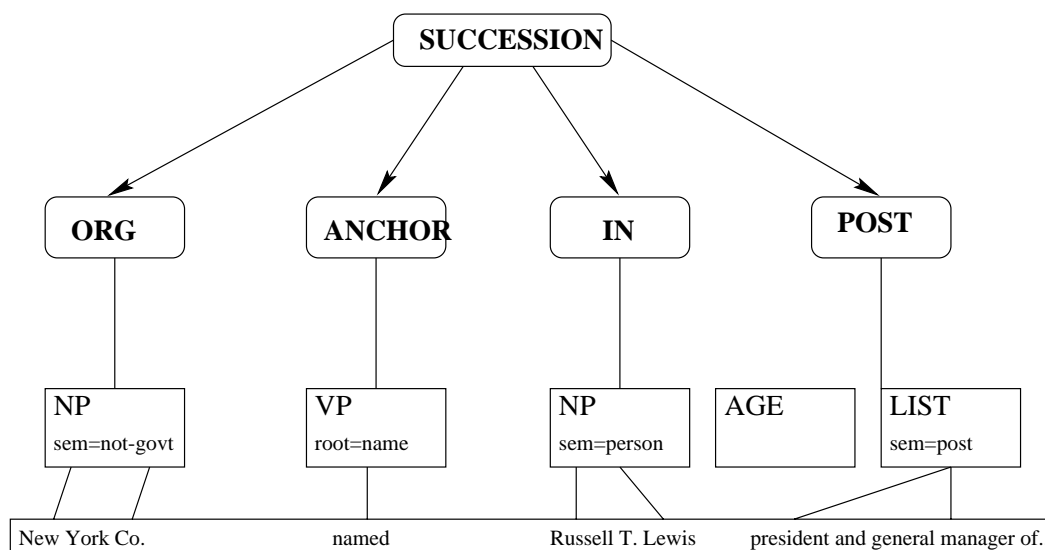 SUCCESSION
ORG ANCHOR IN POST
NP VP NP AGE LIST
sem=not-govt root=name sem=person sem=post
New York Co. named Russell T. Lewis president and general manager of.